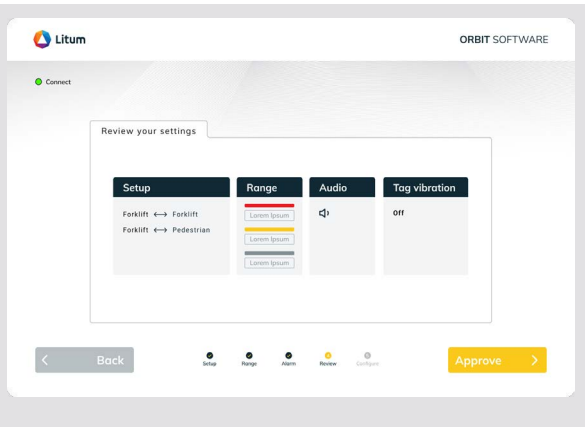 Litum
ORBIT SOFTWARE
Connect
Review your settings
Setup
Range
Audio
Tag vibration
Forklift ⟷ Forklift
Forklift ⟷ Pedestrian
Lorem Ipsum
Lorem Ipsum
Lorem Ipsum
Off
Back
Setup
Range
Alarm
Review
Configure
Approve